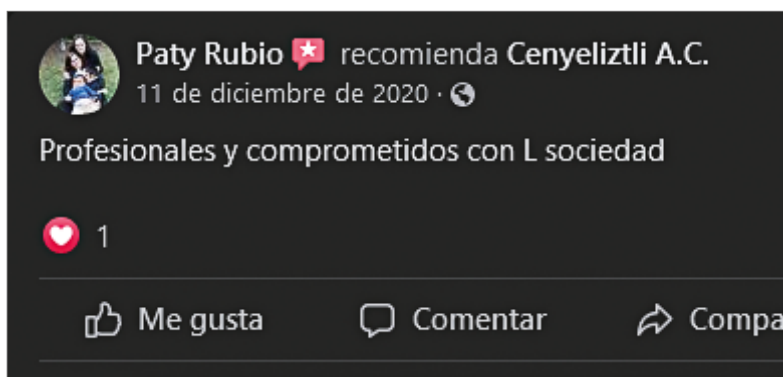 Paty Rubio recomienda Cenyeliztli A.C.
11 de diciembre de 2020 ·
Profesionales y comprometidos con L sociedad
1
Me gusta Comentar Compa